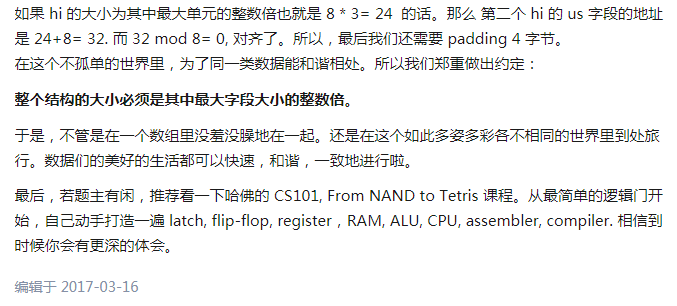 如果 hi 的大小为其中最大单元的整数倍也就是 8 * 3= 24  的话。那么 第二个 hi 的 us 字段的地址
是 24+8= 32. 而 32 mod 8= 0, 对齐了。所以，最后我们还需要 padding 4 字节。
在这个不孤单的世界里，为了同一类数据能和谐相处。所以我们郑重做出约定：
整个结构的大小必须是其中最大字段大小的整数倍。
于是，不管是在一个数组里没羞没臊地在一起。还是在这个如此多姿多彩各不相同的世界里到处旅
行。数据们的美好的生活都可以快速，和谐，一致地进行啦。
最后，若题主有闲，推荐看一下哈佛的 CS101, From NAND to Tetris 课程。从最简单的逻辑门开
始，自己动手打造一遍 latch, flip-flop, register，RAM, ALU, CPU, assembler, compiler. 相信到
时候你会有更深的体会。
编辑于 2017-03-16